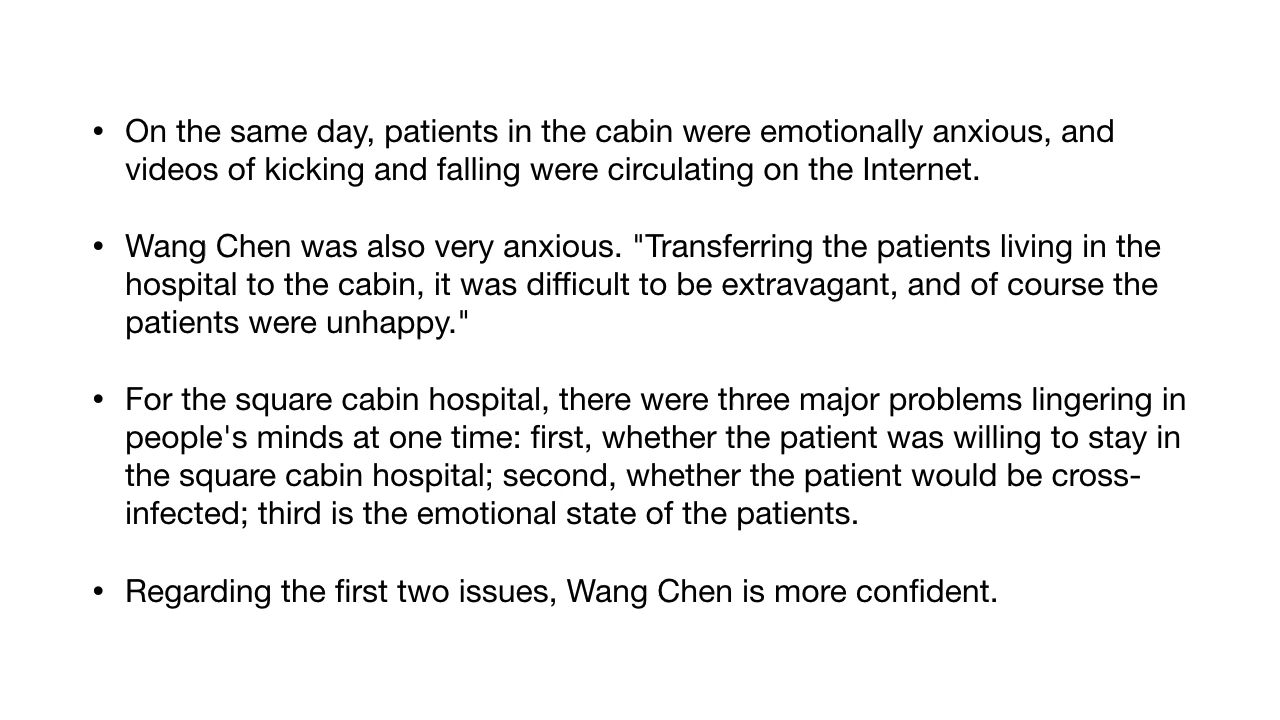 • On the same day, patients in the cabin were emotionally anxious, and
videos of kicking and falling were circulating on the Internet.
• Wang Chen was also very anxious. "Transferring the patients living in the
hospital to the cabin, it was difficult to be extravagant, and of course the
patients were unhappy."
• For the square cabin hospital, there were three major problems lingering in
people's minds at one time: first, whether the patient was willing to stay in
the square cabin hospital; second, whether the patient would be cross-
infected; third is the emotional state of the patients.
• Regarding the first two issues, Wang Chen is more confident.